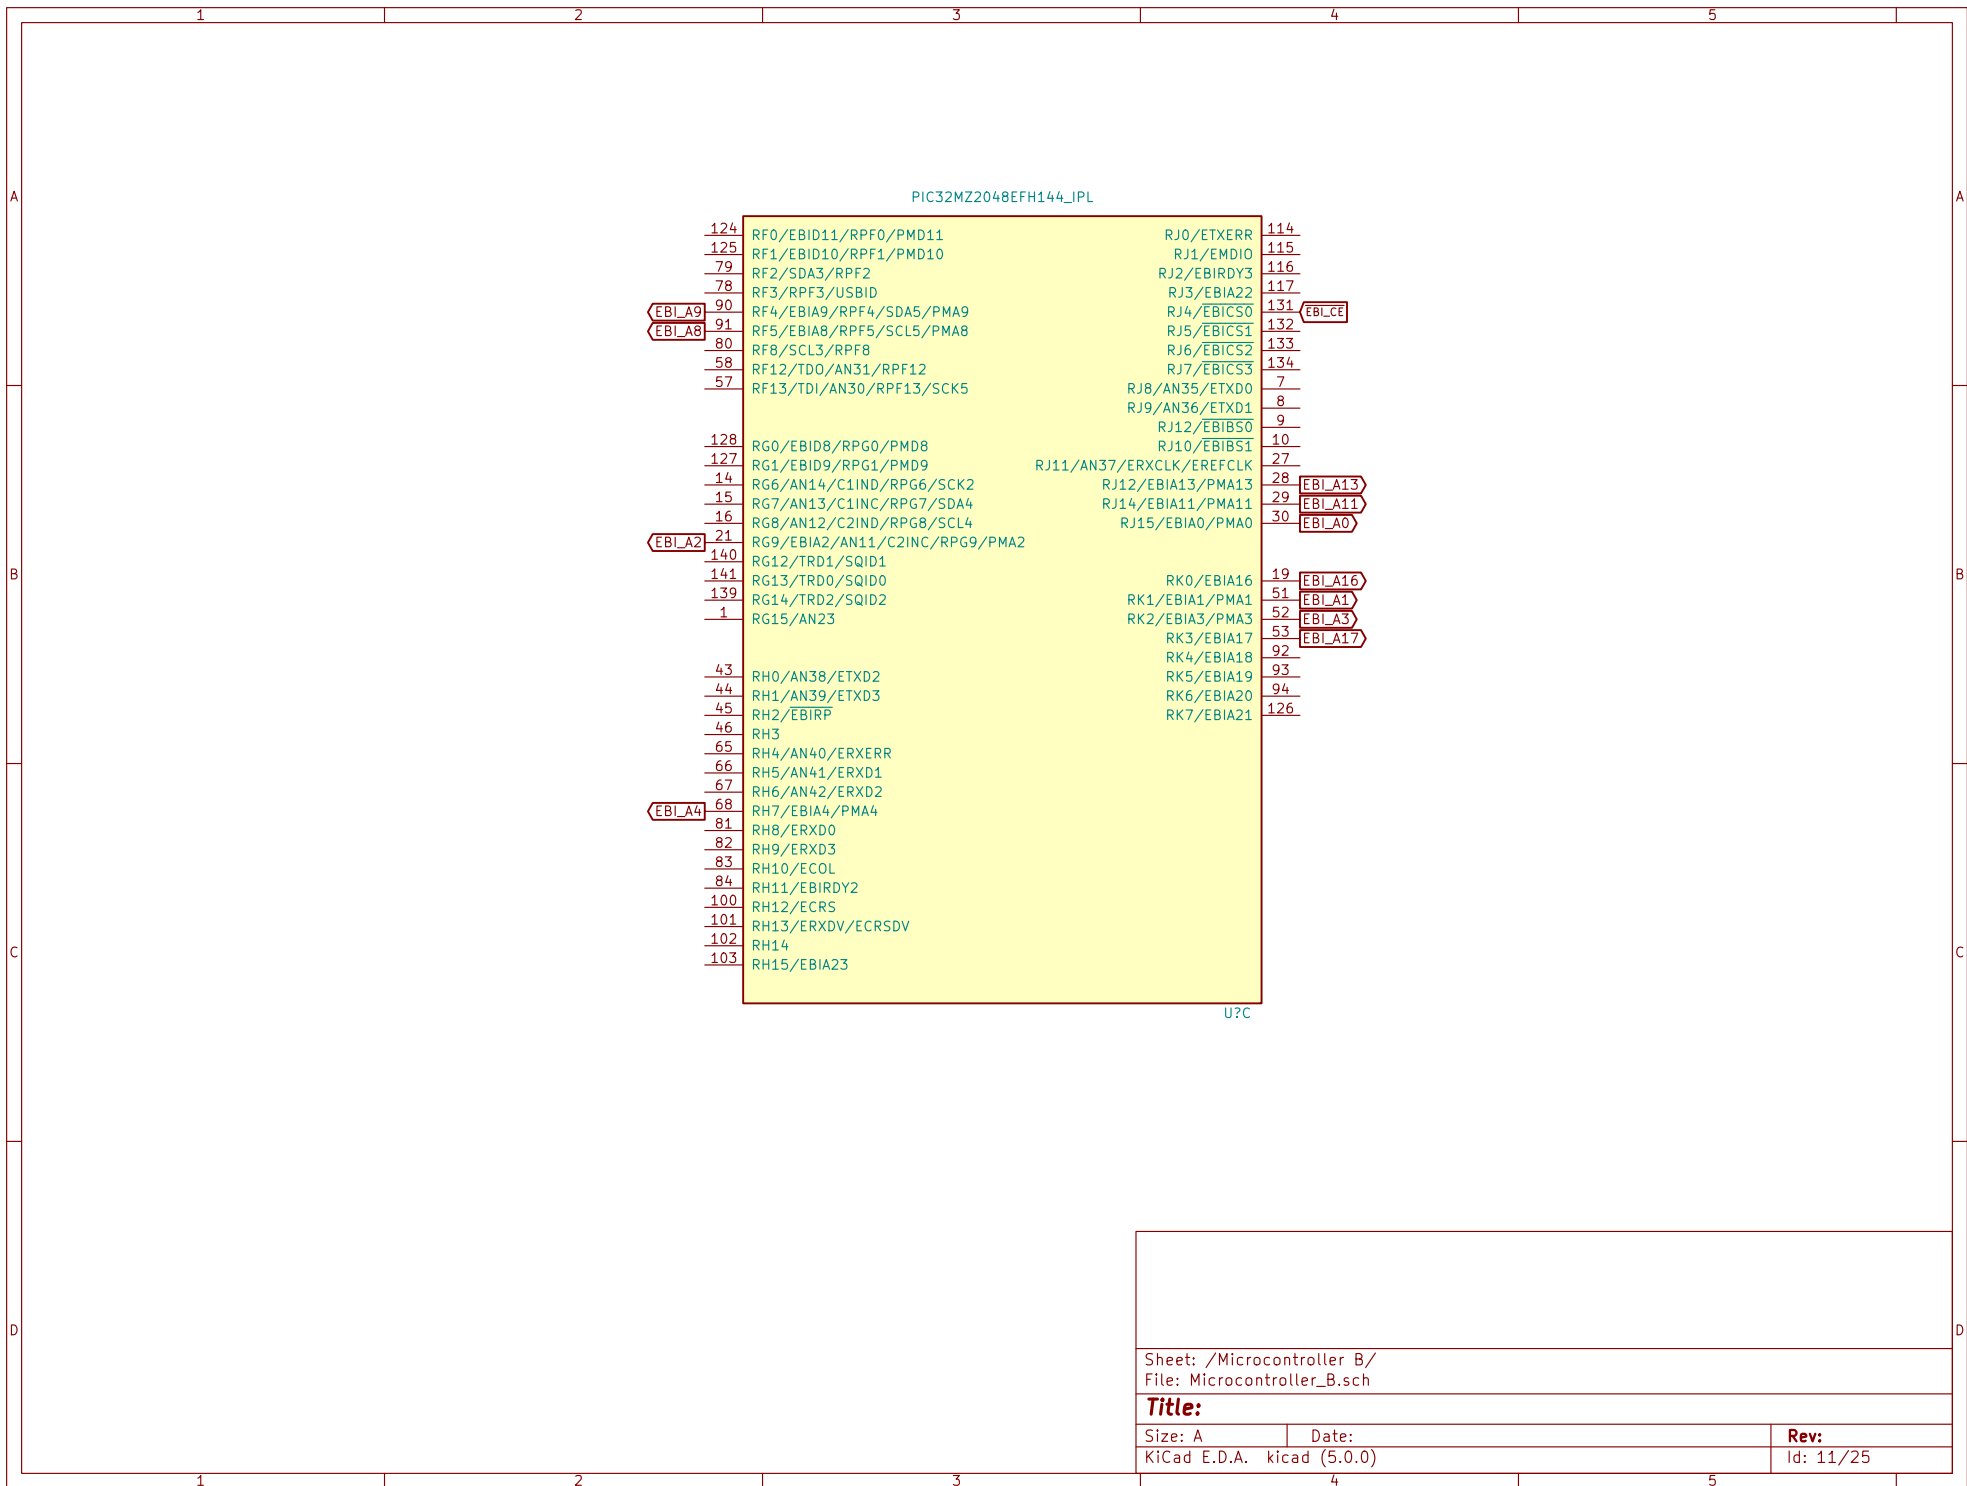 1 2 3 4 5
A A
PIC32MZ2048EFH144_IPL
124 RF0/EBID11/RPF0/PMD11 RJ0/ETXERR 114
125 RF1/EBID10/RPF1/PMD10 RJ1/EMDIO 115
79 RF2/SDA3/RPF2 RJ2/EBIRDY3 116
78 RF3/RPF3/USBID RJ3/EBIA22 117
EBI_A9 90 RF4/EBIA9/RPF4/SDA5/PMA9 RJ4/EBICS0 131 EBI_CE
EBI_A8 91 RF5/EBIA8/RPF5/SCL5/PMA8 RJ5/EBICS1 132
80 RF8/SCL3/RPF8 RJ6/EBICS2 133
58 RF12/TDO/AN31/RPF12 RJ7/EBICS3 134
57 RF13/TDI/AN30/RPF13/SCK5 RJ8/AN35/ETXD0 7
RJ9/AN36/ETXD1 8
RJ12/EBIBS0 9
128 RG0/EBID8/RPG0/PMD8 RJ10/EBIBS1 10
127 RG1/EBID9/RPG1/PMD9 RJ11/AN37/ERXCLK/EREFCLK 27
14 RG6/AN14/C1IND/RPG6/SCK2 RJ12/EBIA13/PMA13 28 EBI_A13
15 RG7/AN13/C1INC/RPG7/SDA4 RJ14/EBIA11/PMA11 29 EBI_A11
16 RG8/AN12/C2IND/RPG8/SCL4 RJ15/EBIA0/PMA0 30 EBI_A0
EBI_A2 21 RG9/EBIA2/AN11/C2INC/RPG9/PMA2
140 RG12/TRD1/SQID1
B B
141 RG13/TRD0/SQID0 RK0/EBIA16 19 EBI_A16
139 RG14/TRD2/SQID2 RK1/EBIA1/PMA1 51 EBI_A1
1 RG15/AN23 RK2/EBIA3/PMA3 52 EBI_A3
RK3/EBIA17 53 EBI_A17
RK4/EBIA18 92
43 RH0/AN38/ETXD2 RK5/EBIA19 93
44 RH1/AN39/ETXD3 RK6/EBIA20 94
45 RH2/EBIRP RK7/EBIA21 126
46 RH3
65 RH4/AN40/ERXERR
66 RH5/AN41/ERXD1
67 RH6/AN42/ERXD2
EBI_A4 68 RH7/EBIA4/PMA4
81 RH8/ERXD0
82 RH9/ERXD3
83 RH10/ECOL
84 RH11/EBIRDY2
100 RH12/ECRS
101 RH13/ERXDV/ECRSDV
102 RH14
C C
103 RH15/EBIA23
U?C
D D
Sheet: /Microcontroller B/
File: Microcontroller_B.sch
Title:
Size: A Date: Rev:
KiCad E.D.A. kicad (5.0.0) Id: 11/25
1 2 3 4 5